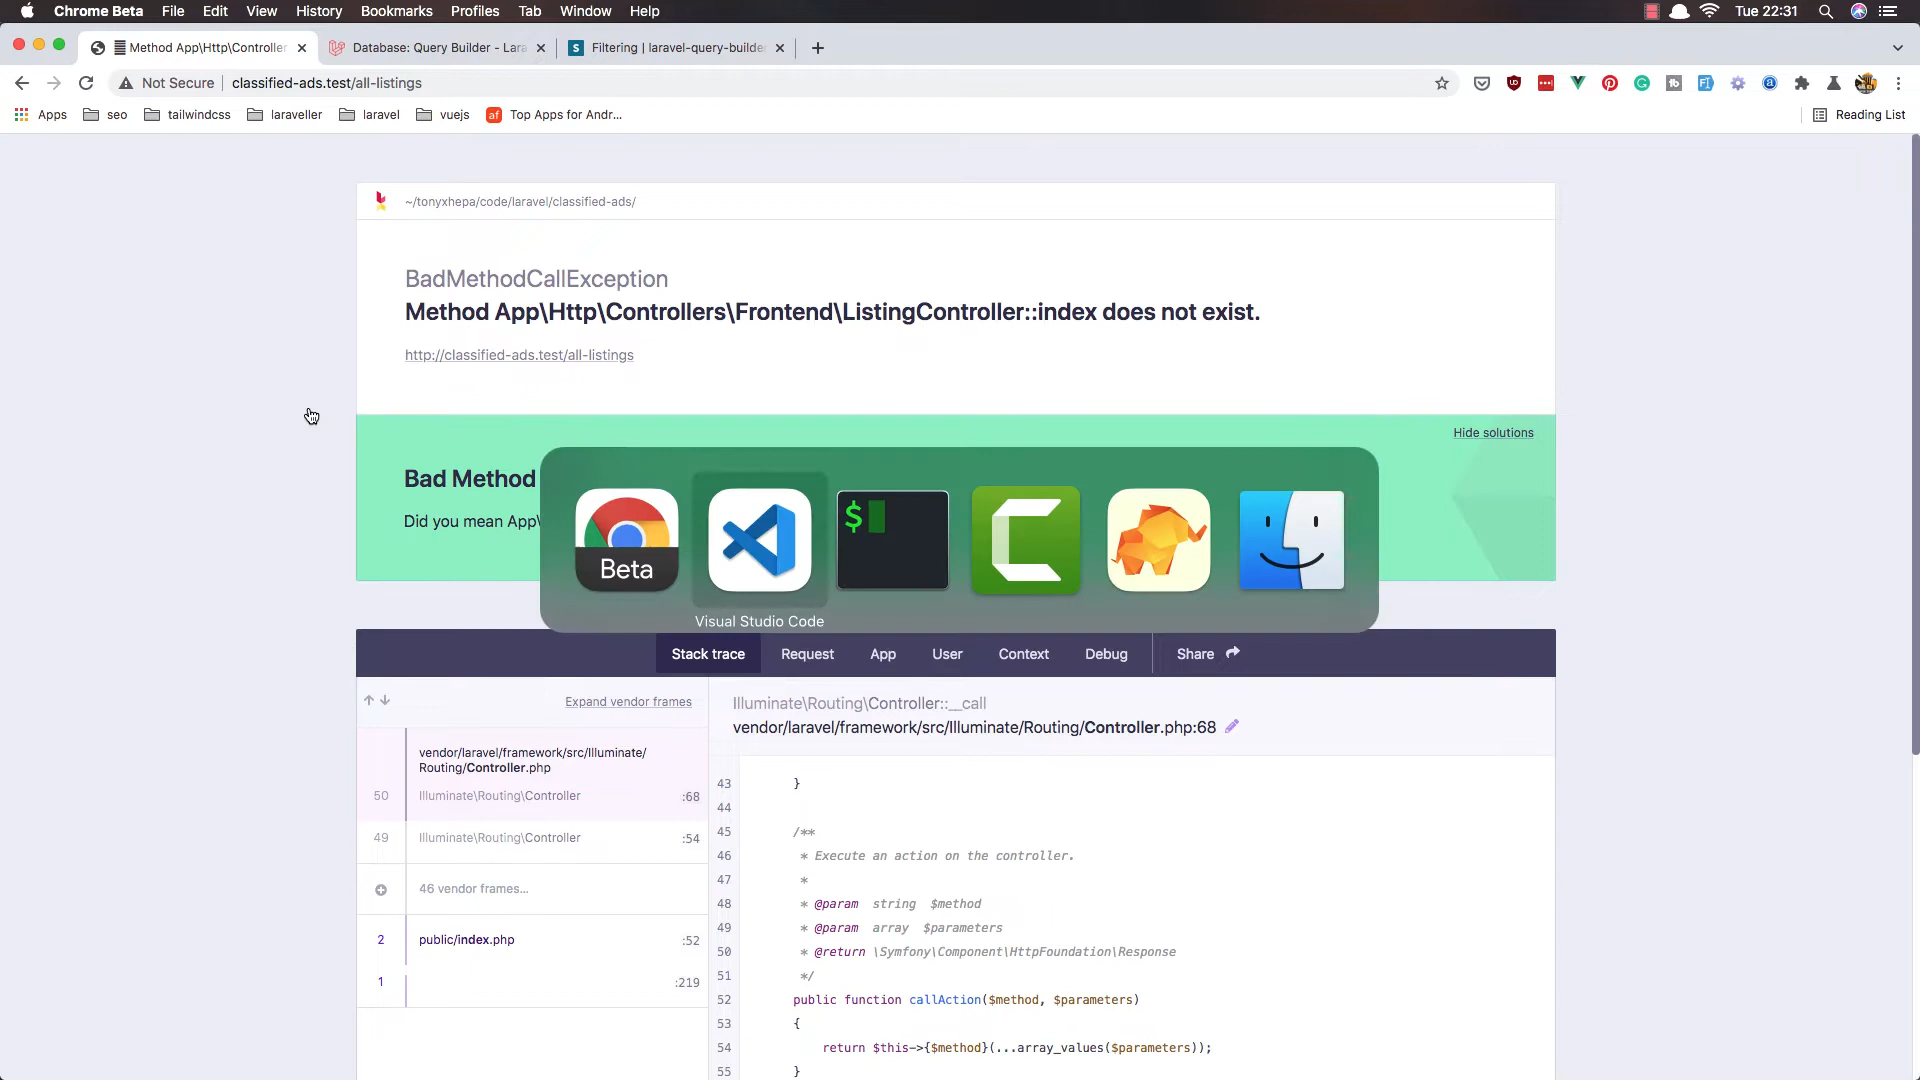 Chrome Beta File Edit View History Bookmarks Profiles Tab Window Help Tue 22:31
Method App\Http\Controller Database: Query Builder - Lara Filtering | laravel-query-builde
Not Secure classified-ads.test/all-listings
Apps seo tailwindcss laraveller laravel vuejs af Top Apps for Andr... Reading List
~/tonyxhepa/code/laravel/classified-ads/
BadMethodCallException
Method App\Http\Controllers\Frontend\ListingController::index does not exist.
http://classified-ads.test/all-listings
Hide solutions
Bad Method
Did you mean App\
$
Beta
Visual Studio Code
Stack trace Request App User Context Debug Share
Expand vendor frames
vendor/laravel/framework/src/Illuminate/
Routing/Controller.php
50 Illuminate\Routing\Controller :68
49 Illuminate\Routing\Controller :54
46 vendor frames...
2 public/index.php :52
1 :219
Illuminate\Routing\Controller::__call
vendor/laravel/framework/src/Illuminate/Routing/Controller.php:68
43 }
44
45 /**
46 * Execute an action on the controller.
47 *
48 * @param string $method
49 * @param array $parameters
50 * @return \Symfony\Component\HttpFoundation\Response
51 */
52 public function callAction($method, $parameters)
53 {
54 return $this->{$method}(...array_values($parameters));
55 }